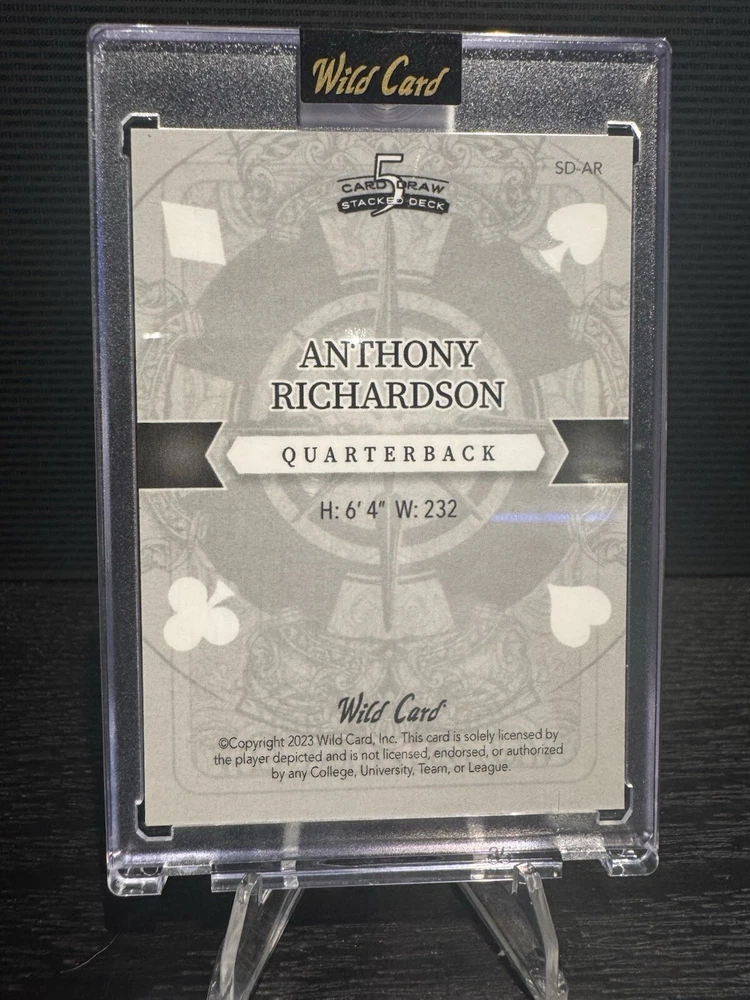 Wild Card
SD-AR
5
CARD DRAW
STACKED DECK
ANTHONY
RICHARDSON
QUARTERBACK
H: 6' 4" W: 232
Wild Card
©Copyright 2023 Wild Card, Inc. This card is solely licensed by
the player depicted and is not licensed, endorsed, or authorized
by any College, University, Team, or League.